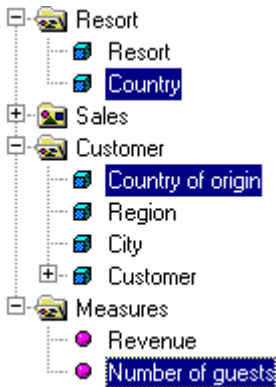 Resort
Resort
Country
Sales
Customer
Country of origin
Region
City
Customer
Measures
Revenue
Number of guests